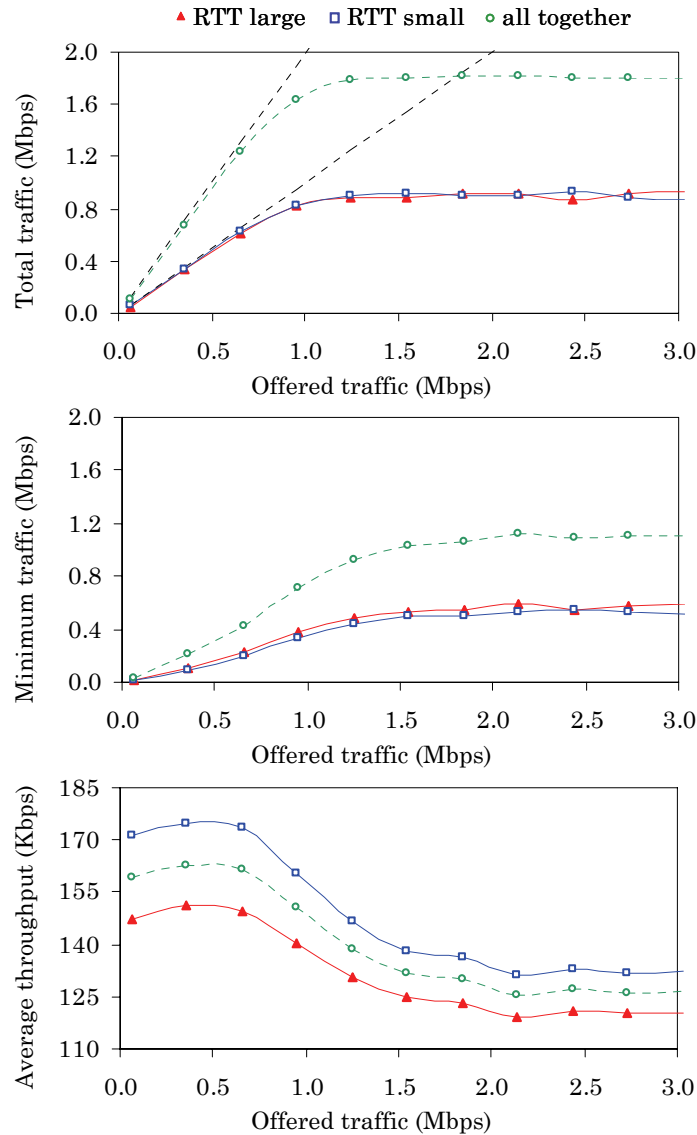 RTT large RTT small all together
Total traffic (Mbps)
2.0
1.6
1.2
0.8
0.4
0.0
0.0 0.5 1.0 1.5 2.0 2.5 3.0
Offered traffic (Mbps)
Minimum traffic (Mbps)
2.0
1.6
1.2
0.8
0.4
0.0
0.0 0.5 1.0 1.5 2.0 2.5 3.0
Offered traffic (Mbps)
Average throughput (Kbps)
185
170
155
140
125
110
0.0 0.5 1.0 1.5 2.0 2.5 3.0
Offered traffic (Mbps)